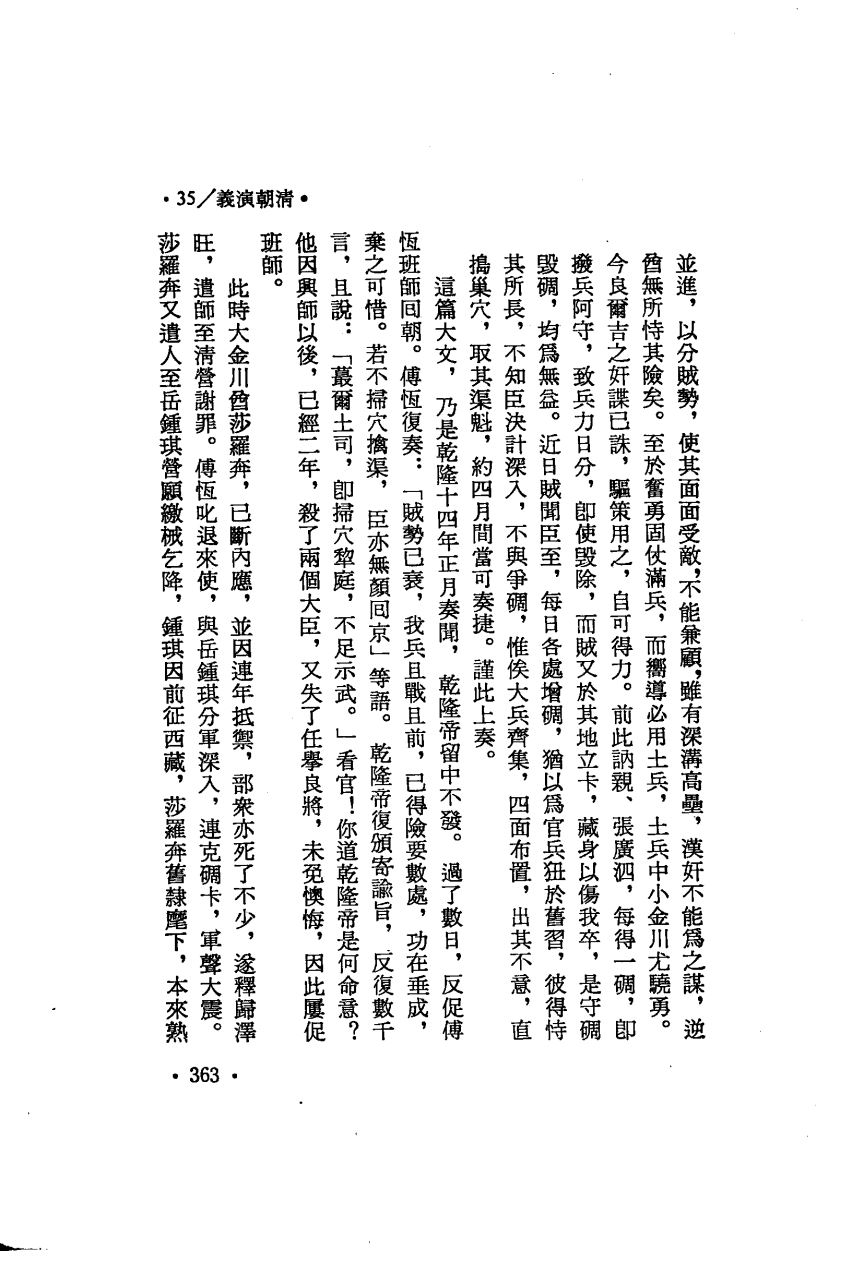 •35／義演朝清•
並進，以分賊勢，使其面面受敵，不能兼顧，雖有深溝高壘，漢奸不能爲之謀，逆
酋無所恃其險矣。至於奮勇固仗滿兵，而嚮導必用土兵，土兵中小金川尤驍勇。
今良爾吉之奸諜已誅，驅策用之，自可得力。前此訥親、張廣泗，每得一碉，卽
撥兵阿守，致兵力日分，卽使毀除，而賊又於其地立卡，藏身以傷我卒，是守碉
毀碉，均爲無益。近日賊聞臣至，每日各處增碉，猶以爲官兵狃於舊習，彼得恃
其所長，不知臣決計深入，不與爭碉，惟俟大兵齊集，四面布置，出其不意，直
搗巢穴，取其渠魁，約四月間當可奏捷。謹此上奏。
這篇大文，乃是乾隆十四年正月奏聞，乾隆帝留中不發。過了數日，反促傅
恆班師回朝。傅恆復奏：「賊勢已衰，我兵且戰且前，已得險要數處，功在垂成，
棄之可惜。若不掃穴擒渠，臣亦無顏回京」等語。乾隆帝復頒寄諭旨，反復數千
言，且說：「蕞爾土司，卽掃穴犂庭，不足示武。」看官！你道乾隆帝是何命意？
他因興師以後，已經二年，殺了兩個大臣，又失了任擧良將，未免懊悔，因此屢促
班師。
此時大金川酋莎羅奔，已斷內應，並因連年抵禦，部衆亦死了不少，遂釋歸澤
旺，遣師至清營謝罪。傅恆叱退來使，與岳鍾琪分軍深入，連克碉卡，軍聲大震。
莎羅奔又遣人至岳鍾琪營願繳械乞降，鍾琪因前征西藏，莎羅奔舊隸麾下，本來熟
•363•